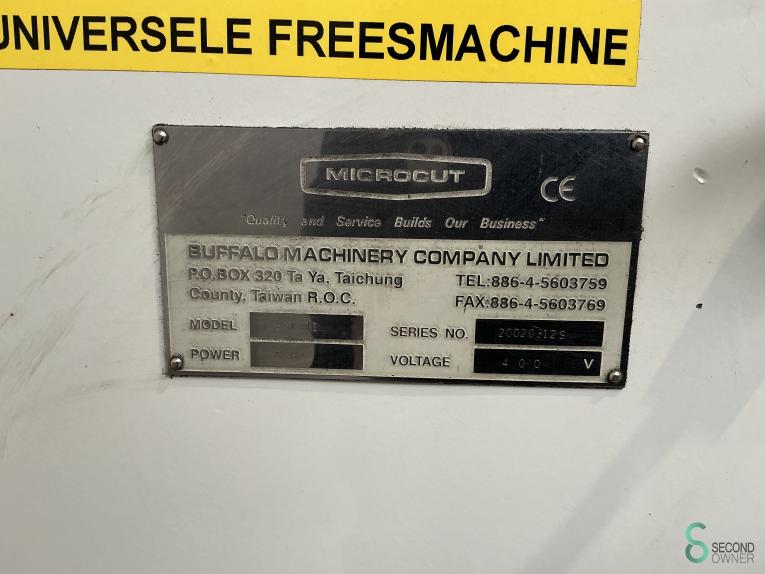 UNIVERSELE FREESMACHINE
MICROCUT
CE
"Quality and Service Builds Our Business"
BUFFALO MACHINERY COMPANY LIMITED
P.O.BOX 320 Ta Ya, Taichung TEL:886-4-5603759
County, Taiwan R.O.C. FAX:886-4-5603769
MODEL SERIES NO.
POWER VOLTAGE 400 V
SECOND
OWNER